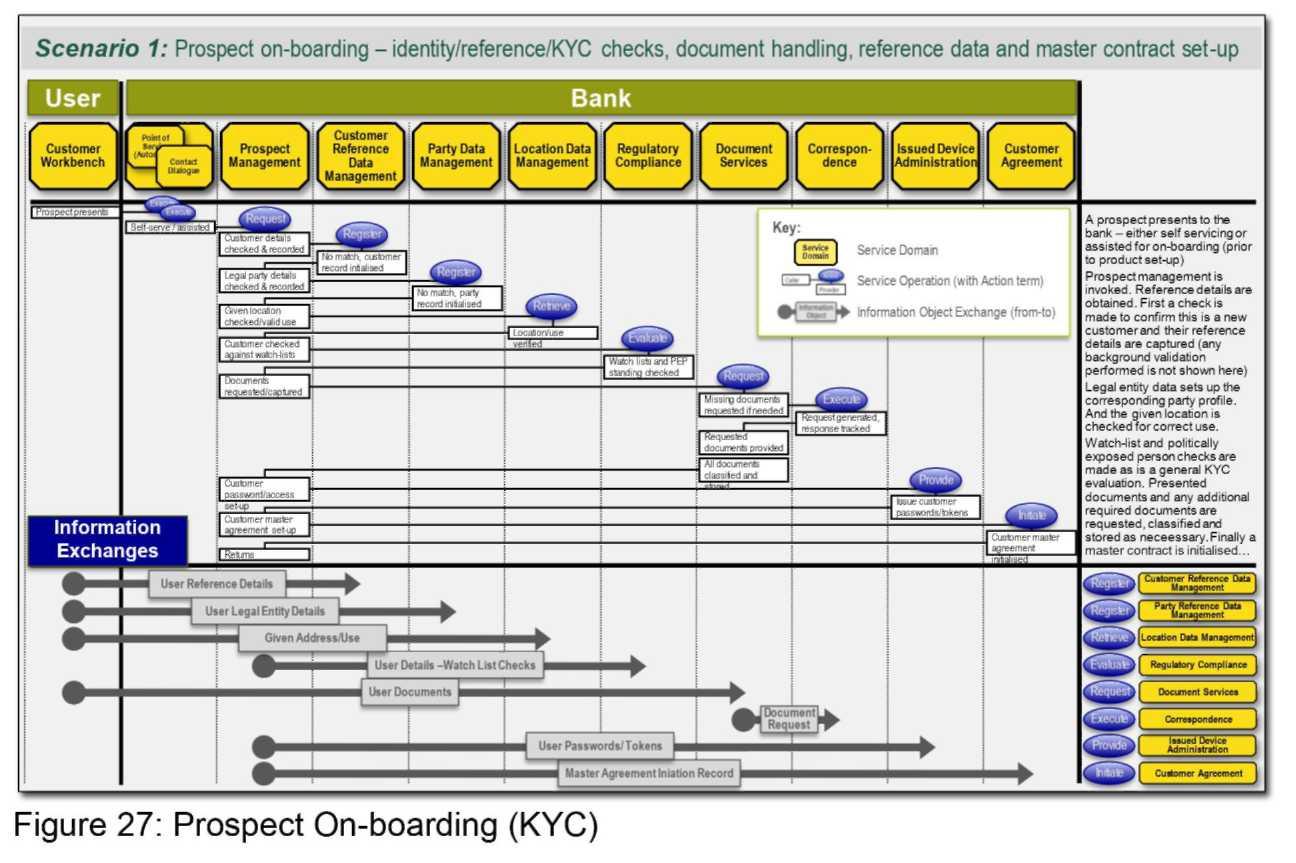 Scenario 1: Prospect on-boarding – identity/reference/KYC checks, document handling, reference data and master contract set-up
User
Bank
Customer
Workbench
Point of
Contact
Dialogue
Prospect
Management
Customer
Reference
Data
Management
Party Data
Management
Location Data
Management
Regulatory
Compliance
Document
Services
Correspon-
dence
Issued Device
Administration
Customer
Agreement
Prospect presents
Execute
Self-serve / assisted
Request
Customer details
checked & recorded
Register
No match, customer
record intialised
Legal party details
checked & recorded
Register
No match, party
record initialised
Given location
checked/valid use
Retrieve
Location/use
verified
Customer checked
against watch-lists
Evaluate
Watch lists and PEP
standing checked
Documents
requested/captured
Request
Missing documents
requested if needed
Execute
Request generated,
response tracked
Requested
documents provided
All documents
classified and
stored
Customer
password/access
set-up
Provide
Issue customer
passwords/tokens
Customer master
agreement set-up
Initiate
Customer master
agreement
initialised
Returns
Key:
Service
Domain
Service Domain
Service Operation (with Action term)
Information
Object
Information Object Exchange (from-to)
A prospect presents to the
bank – either self servicing or
assisted for on-boarding (prior
to product set-up)
Prospect management is
invoked. Reference details are
obtained. First a check is
made to confirm this is a new
customer and their reference
details are captured (any
background validation
performed is not shown here)
Legal entity data sets up the
corresponding party profile.
And the given location is
checked for correct use.
Watch-list and politically
exposed person checks are
made as is a general KYC
evaluation. Presented
documents and any additional
required documents are
requested, classified and
stored as neceessary. Finally a
master contract is initialised…
Information
Exchanges
User Reference Details
User Legal Entity Details
Given Address/Use
User Details –Watch List Checks
User Documents
Document
Request
User Passwords/ Tokens
Master Agreement Iniation Record
Register
Customer Reference Data
Management
Register
Party Reference Data
Management
Retrieve
Location Data Management
Evaluate
Regulatory Compliance
Request
Document Services
Execute
Correspondence
Provide
Issued Device
Administration
Initiate
Customer Agreement
Figure 27: Prospect On-boarding (KYC)